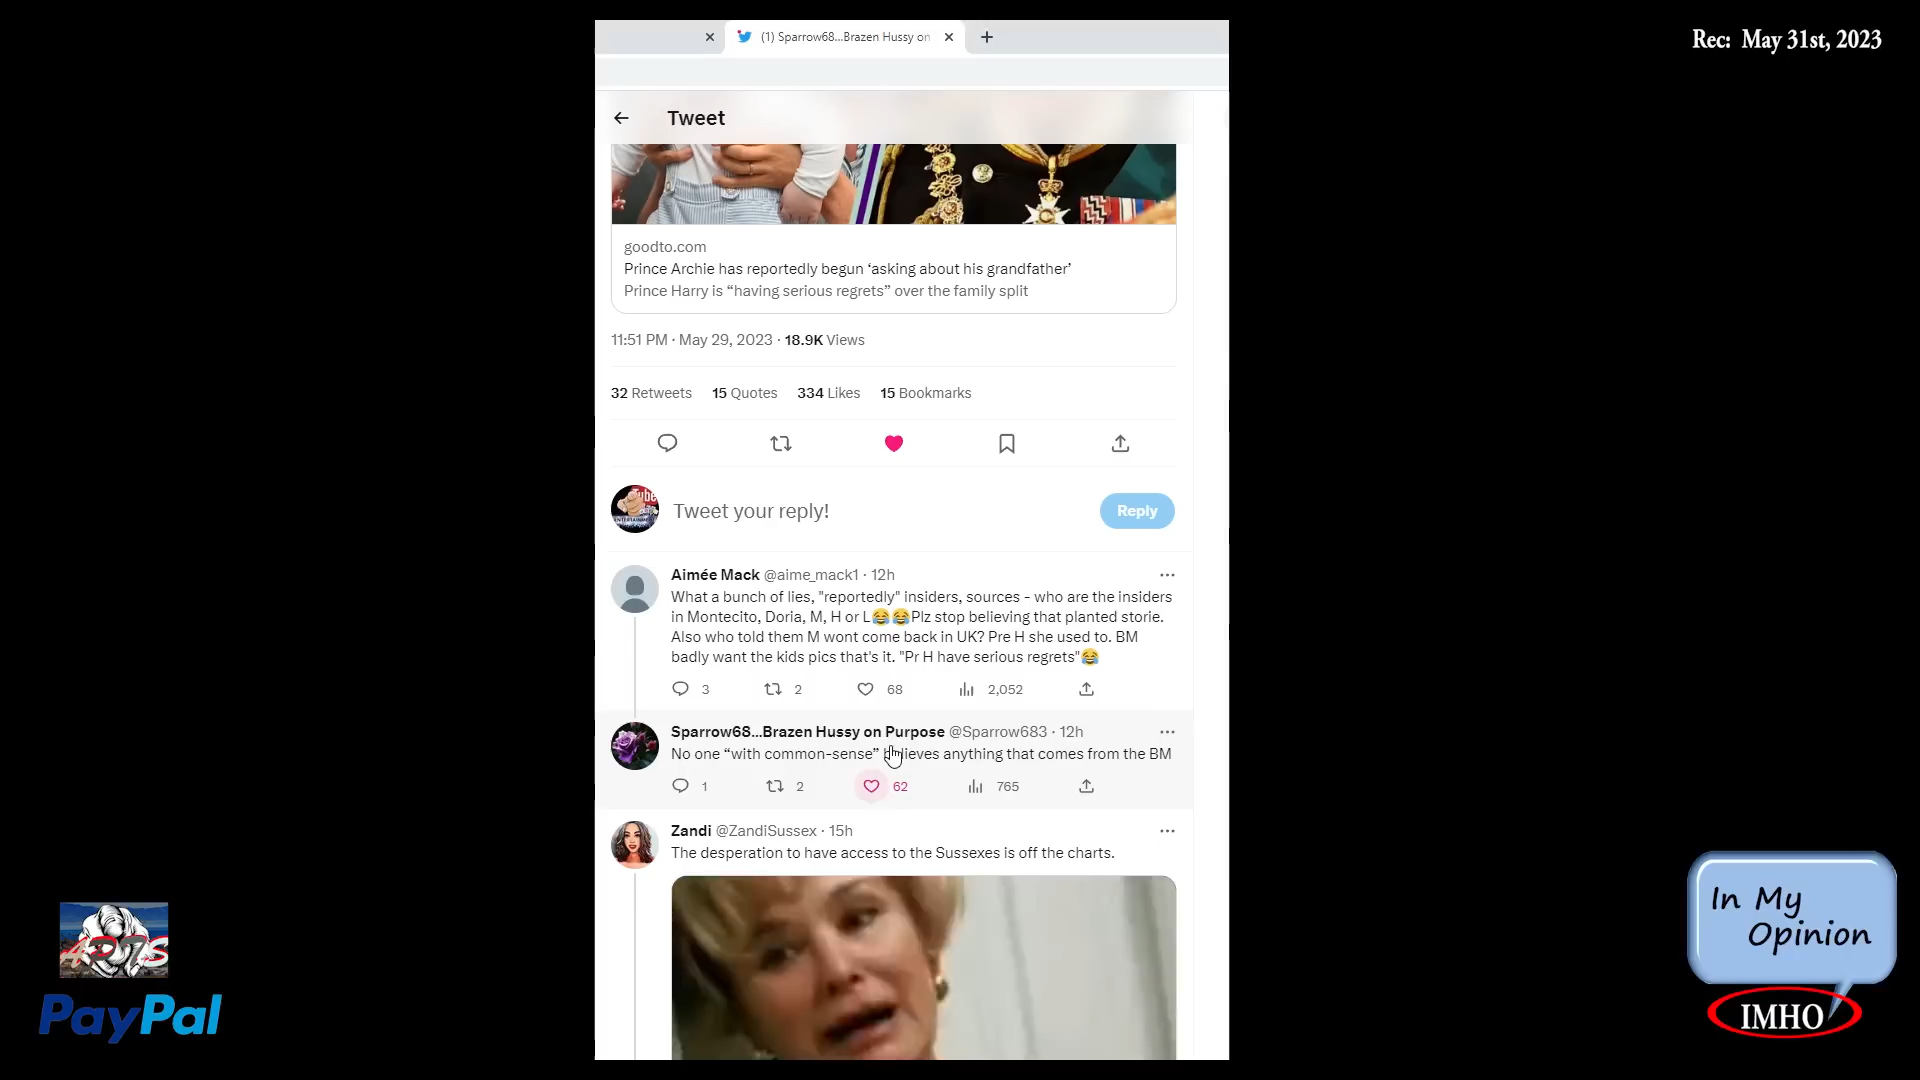 (1) Sparrow68...Brazen Hussy on
Rec: May 31st, 2023
Tweet
goodto.com
Prince Archie has reportedly begun ‘asking about his grandfather’
Prince Harry is “having serious regrets” over the family split
11:51 PM · May 29, 2023 · 18.9K Views
32 Retweets 15 Quotes 334 Likes 15 Bookmarks
Tweet your reply!
Reply
Aimée Mack @aime_mack1 · 12h
What a bunch of lies, "reportedly" insiders, sources - who are the insiders
in Montecito, Doria, M, H or L😂😂Plz stop believing that planted storie.
Also who told them M wont come back in UK? Pre H she used to. BM
badly want the kids pics that's it. "Pr H have serious regrets"😂
3 2 68 2,052
Sparrow68...Brazen Hussy on Purpose @Sparrow683 · 12h
No one “with common-sense” believes anything that comes from the BM
1 2 62 765
Zandi @ZandiSussex · 15h
The desperation to have access to the Sussexes is off the charts.
PayPal
In My
Opinion
IMHO